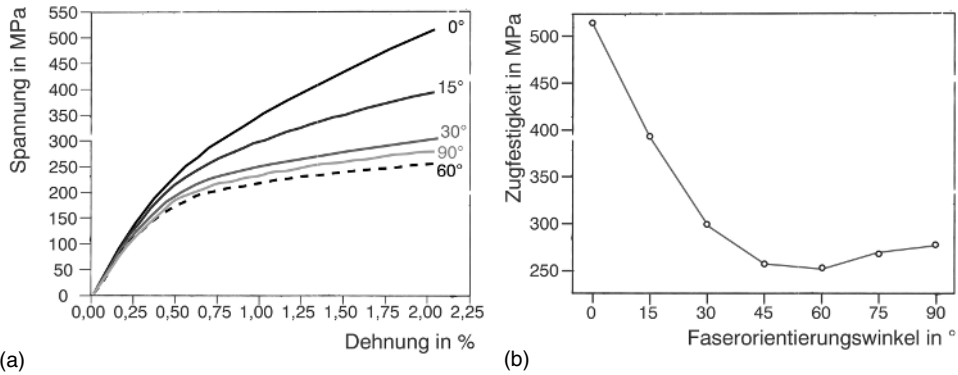 Spannung in MPa
550
500
450
400
350
300
250
200
150
100
50
0
0,00 0,25 0,50 0,75 1,00 1,25 1,50 1,75 2,00 2,25
Dehnung in %
0°
15°
30°
90°
60°
(a)
Zugfestigkeit in MPa
500
450
400
350
300
250
0 15 30 45 60 75 90
Faserorientierungswinkel in °
(b)